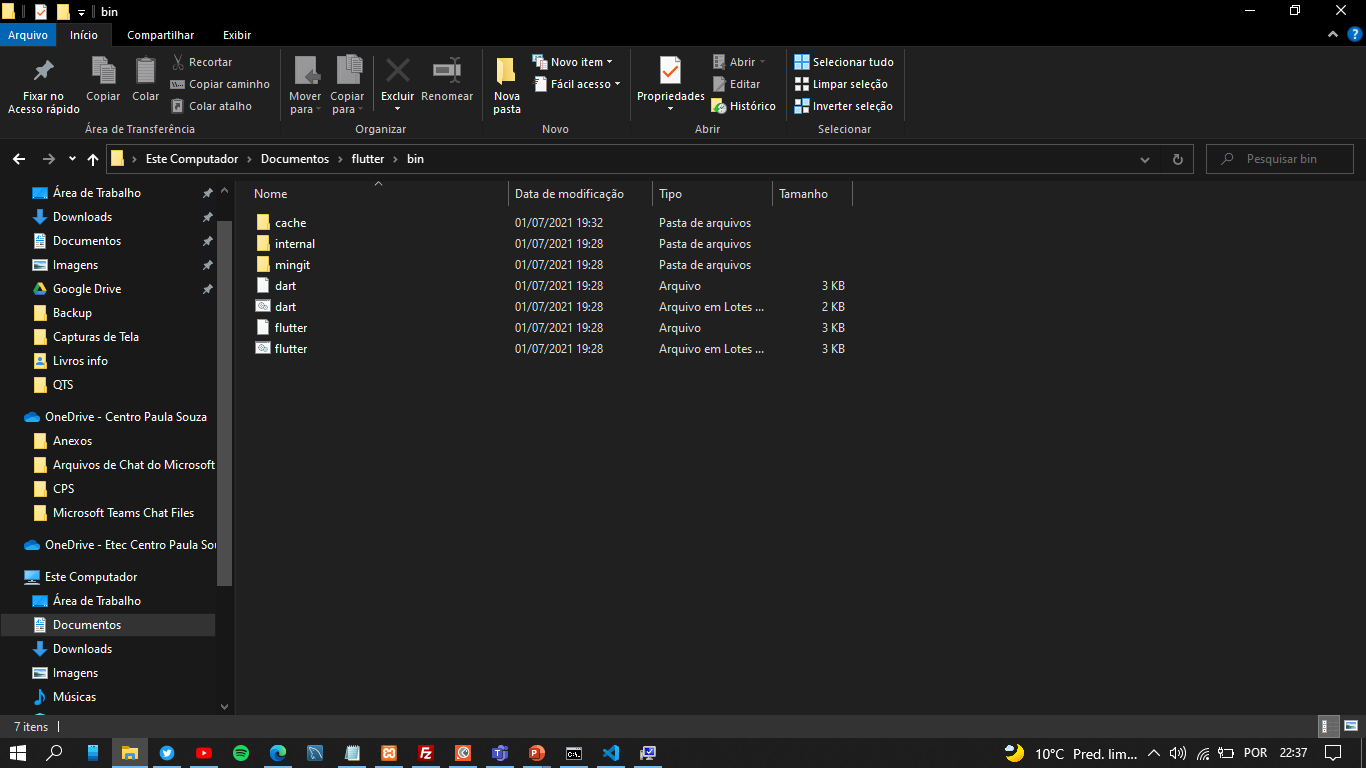 bin
Arquivo Início Compartilhar Exibir
Fixar no
Acesso rápido
Copiar
Colar
Recortar
Copiar caminho
Colar atalho
Área de Transferência
Mover
para
Copiar
para
Excluir
Renomear
Organizar
Nova
pasta
Novo item
Fácil acesso
Novo
Propriedades
Abrir
Editar
Histórico
Abrir
Selecionar tudo
Limpar seleção
Inverter seleção
Selecionar
Este Computador > Documentos > flutter > bin
Pesquisar bin
Área de Trabalho
Downloads
Documentos
Imagens
Google Drive
Backup
Capturas de Tela
Livros info
QTS
OneDrive - Centro Paula Souza
Anexos
Arquivos de Chat do Microsoft
CPS
Microsoft Teams Chat Files
OneDrive - Etec Centro Paula Sou
Este Computador
Área de Trabalho
Documentos
Downloads
Imagens
Músicas
Nome Data de modificação Tipo Tamanho
cache 01/07/2021 19:32 Pasta de arquivos
internal 01/07/2021 19:28 Pasta de arquivos
mingit 01/07/2021 19:28 Pasta de arquivos
dart 01/07/2021 19:28 Arquivo 3 KB
dart 01/07/2021 19:28 Arquivo em Lotes ... 2 KB
flutter 01/07/2021 19:28 Arquivo 3 KB
flutter 01/07/2021 19:28 Arquivo em Lotes ... 3 KB
7 itens
10°C Pred. lim... POR 22:37